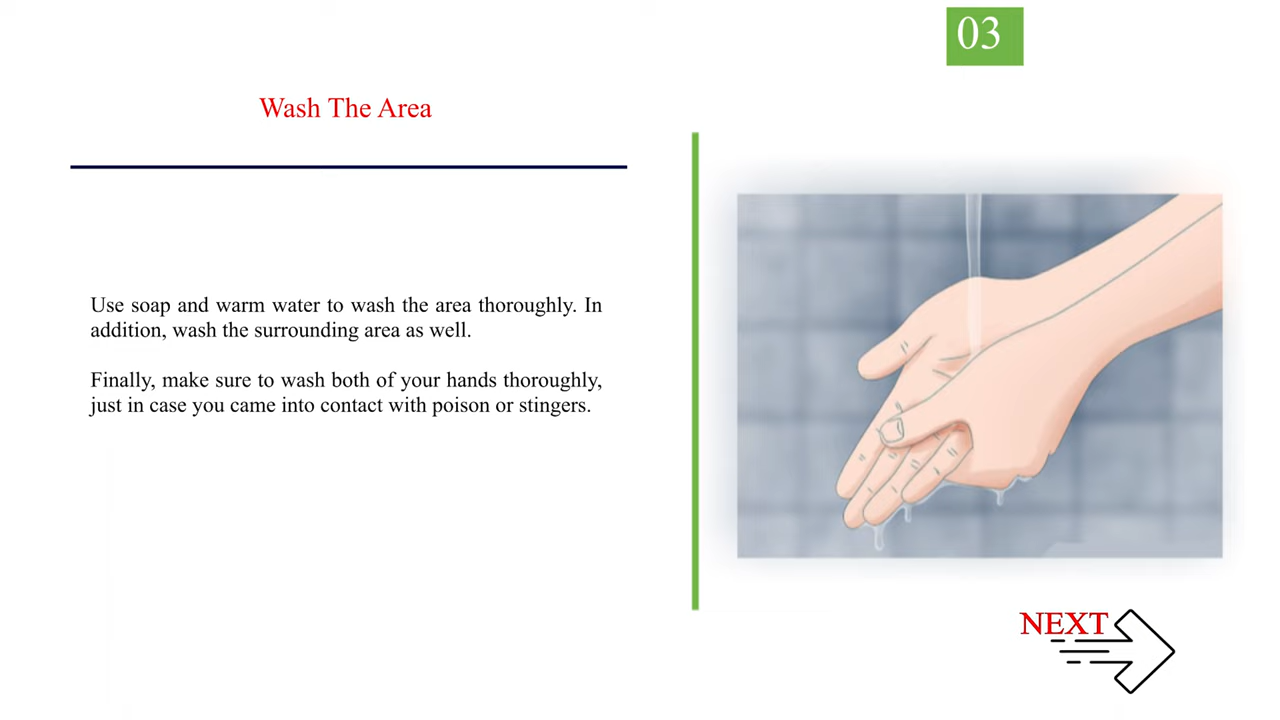 03
Wash The Area
Use soap and warm water to wash the area thoroughly. In
addition, wash the surrounding area as well.
Finally, make sure to wash both of your hands thoroughly,
just in case you came into contact with poison or stingers.
NEXT